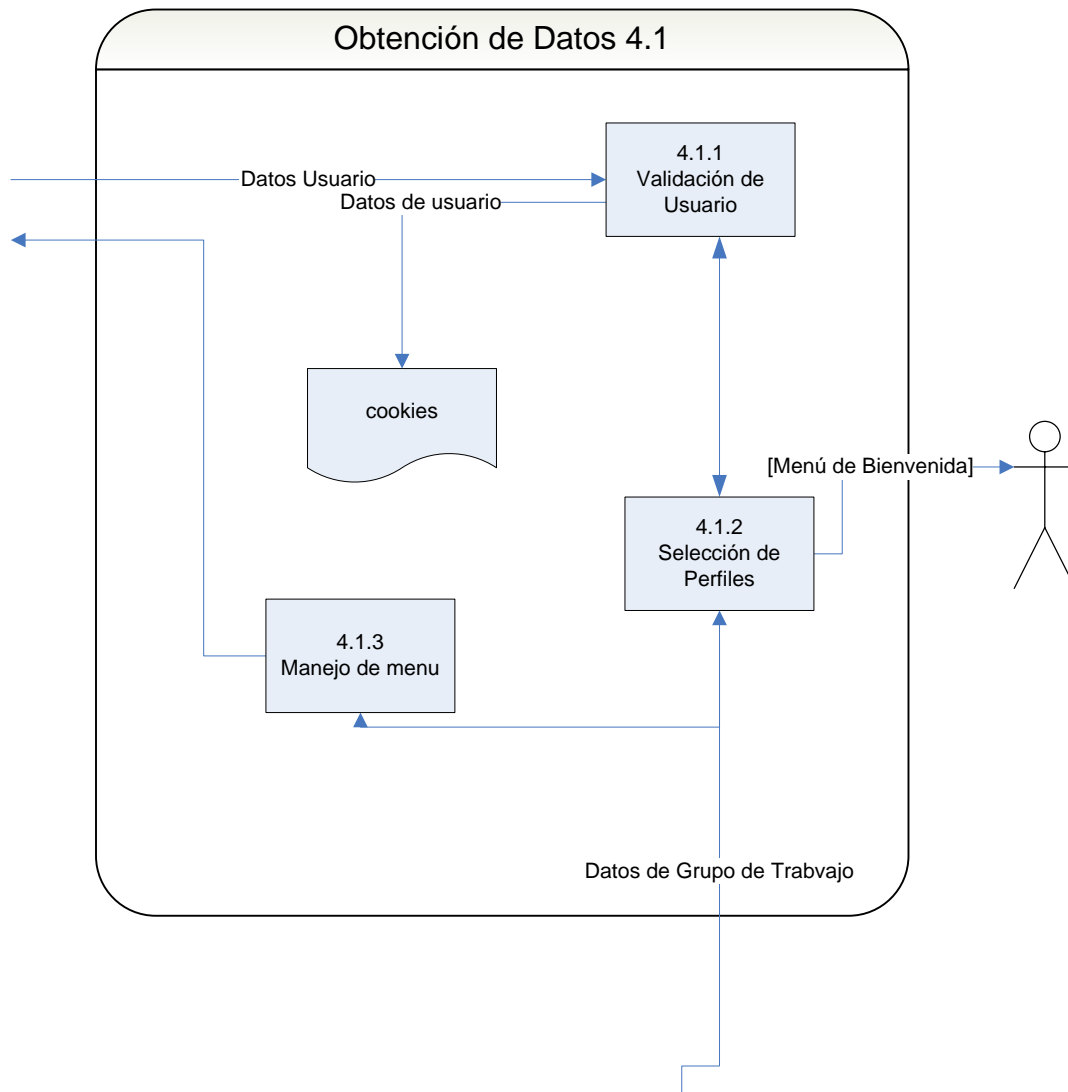 Obtención de Datos 4.1
4.1.1
Validación de
Usuario
Datos Usuario
Datos de usuario
cookies
[Menú de Bienvenida]
4.1.2
Selección de
Perfiles
4.1.3
Manejo de menu
Datos de Grupo de Trabvajo